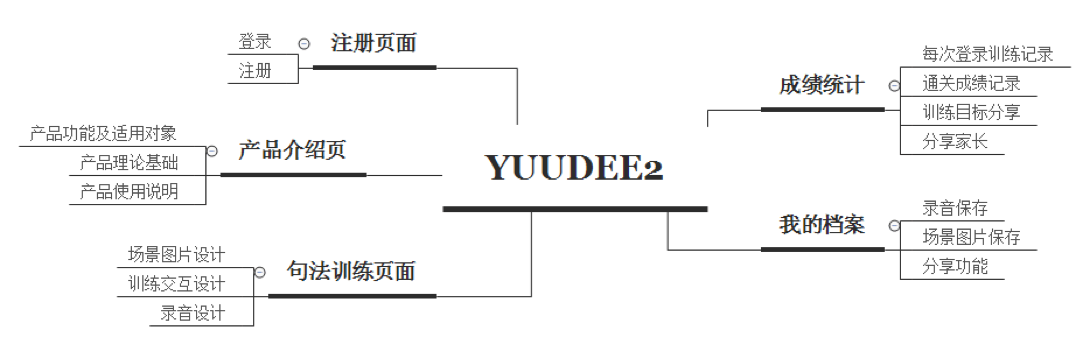 YUUDEE2
注册页面
登录
注册
产品介绍页
产品功能及适用对象
产品理论基础
产品使用说明
句法训练页面
场景图片设计
训练交互设计
录音设计
成绩统计
每次登录训练记录
通关成绩记录
训练目标分享
分享家长
我的档案
录音保存
场景图片保存
分享功能